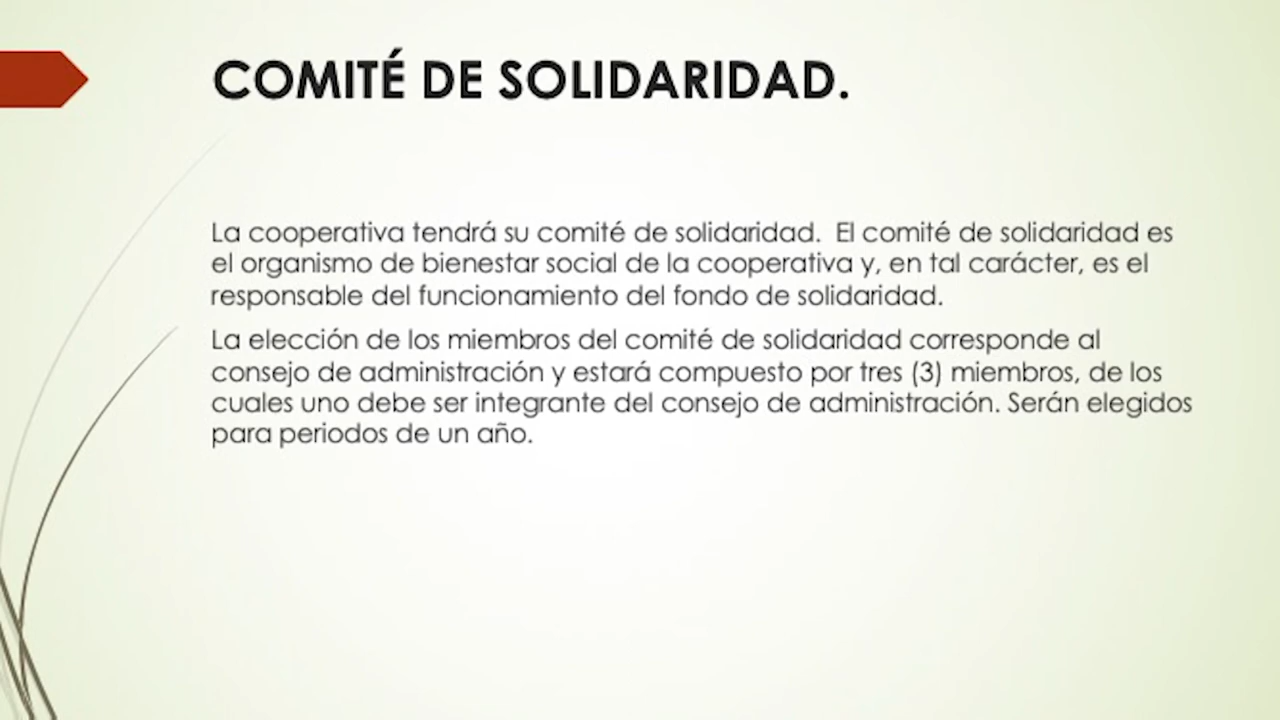 COMITÉ DE SOLIDARIDAD.
La cooperativa tendrá su comité de solidaridad.  El comité de solidaridad es
el organismo de bienestar social de la cooperativa y, en tal carácter, es el
responsable del funcionamiento del fondo de solidaridad.
La elección de los miembros del comité de solidaridad corresponde al
consejo de administración y estará compuesto por tres (3) miembros, de los
cuales uno debe ser integrante del consejo de administración. Serán elegidos
para periodos de un año.